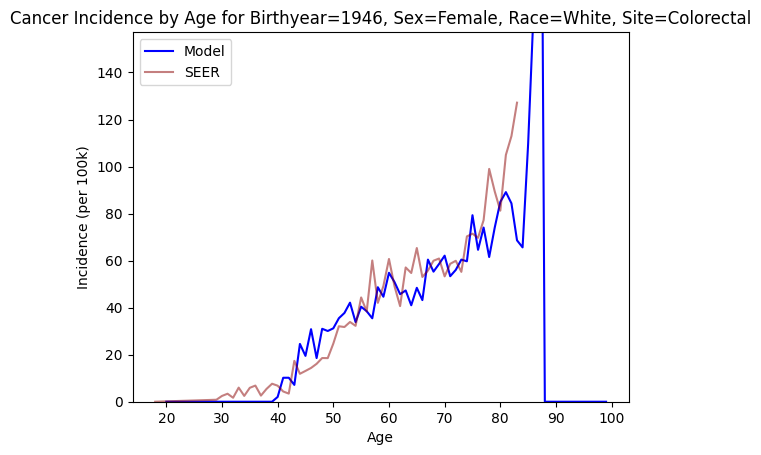 Cancer Incidence by Age for Birthyear=1946, Sex=Female, Race=White, Site=Colorectal
Model
SEER
Incidence (per 100k)
140
120
100
80
60
40
20
0
20 30 40 50 60 70 80 90 100
Age